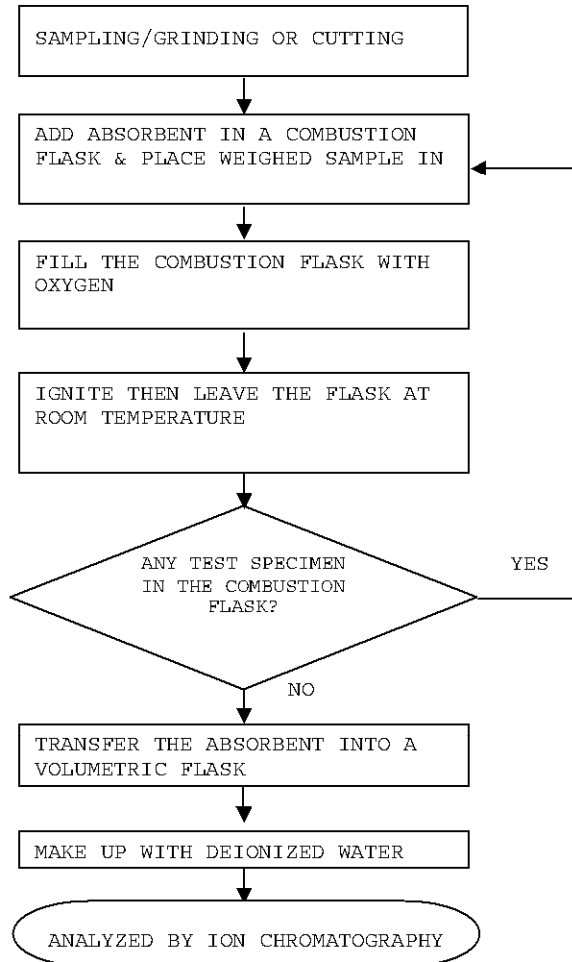 SAMPLING/GRINDING OR CUTTING
ADD ABSORBENT IN A COMBUSTION
FLASK & PLACE WEIGHED SAMPLE IN
FILL THE COMBUSTION FLASK WITH
OXYGEN
IGNITE THEN LEAVE THE FLASK AT
ROOM TEMPERATURE
ANY TEST SPECIMEN
IN THE COMBUSTION
FLASK?
YES
NO
TRANSFER THE ABSORBENT INTO A
VOLUMETRIC FLASK
MAKE UP WITH DEIONIZED WATER
ANALYZED BY ION CHROMATOGRAPHY